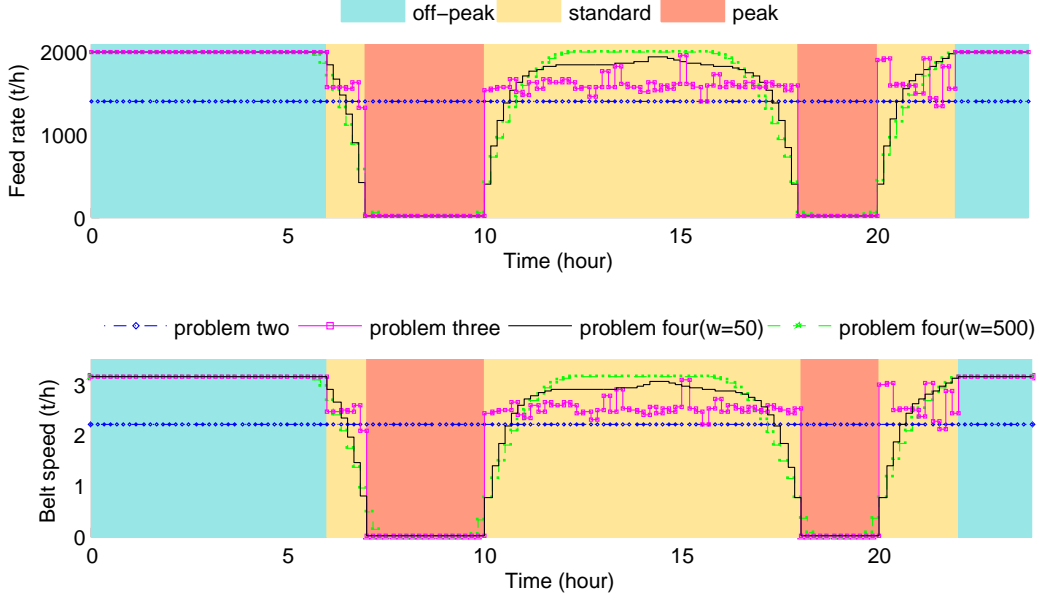 off-peak standard peak
2000
1000
0
Feed rate (t/h)
0 5 10 15 20
Time (hour)
problem two problem three problem four(w=50) problem four(w=500)
3
2
1
0
Belt speed (t/h)
0 5 10 15 20
Time (hour)